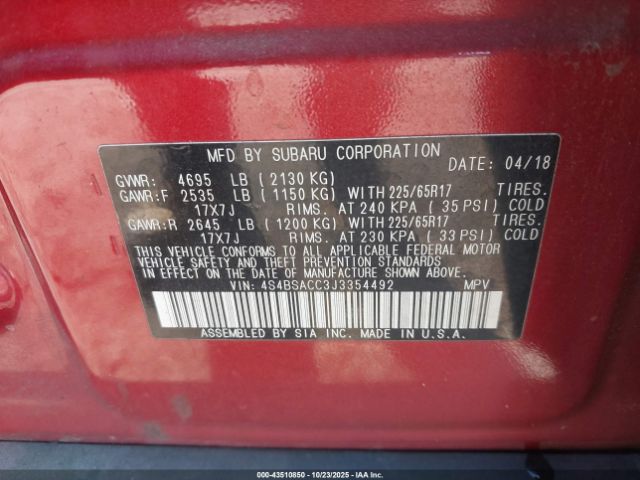 MFD BY SUBARU CORPORATION DATE: 04/18
GVWR: 4695 LB (2130 KG)
GAWR:F 2535 LB (1150 KG) WITH 225/65R17 TIRES.
17X7J RIMS. AT 240 KPA (35 PSI) COLD
GAWR:R 2645 LB (1200 KG) WITH 225/65R17 TIRES.
17X7J RIMS. AT 230 KPA (33 PSI) COLD
THIS VEHICLE CONFORMS TO ALL APPLICABLE FEDERAL MOTOR
VEHICLE SAFETY, BUMPER, AND THEFT PREVENTION STANDARDS
IN EFFECT ON THE DATE OF MANUFACTURE SHOWN ABOVE.
VIN: 4S4BSACC3J3354492 MPV
ASSEMBLED BY SIA INC. MADE IN U.S.A.
00-43510850 | 10/23/2025 | IAA Inc.